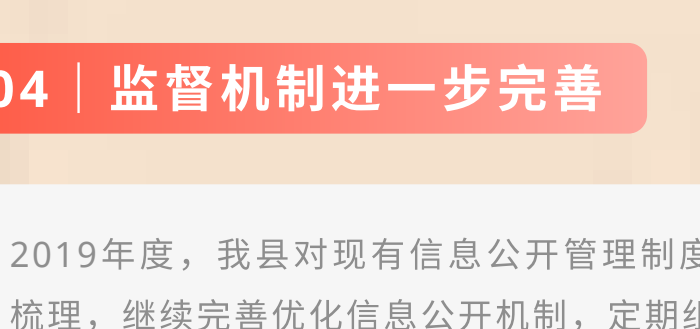 04 监督机制进一步完善
2019年度，我县对现有信息公开管理制度
梳理，继续完善优化信息公开机制，定期